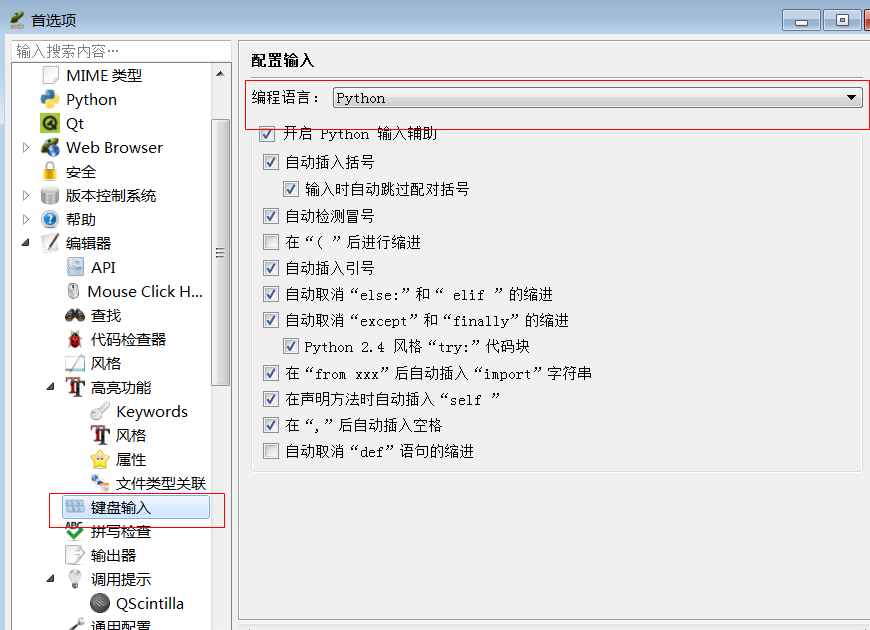 首选项
输入搜索内容…
MIME 类型
Python
Qt
Web Browser
安全
版本控制系统
帮助
编辑器
API
Mouse Click H...
查找
代码检查器
风格
高亮功能
Keywords
风格
属性
文件类型关联
键盘输入
ABC
拼写检查
输出器
调用提示
QScintilla
通用配置
配置输入
编程语言： Python
开启 Python 输入辅助
自动插入括号
输入时自动跳过配对括号
自动检测冒号
在“( ”后进行缩进
自动插入引号
自动取消“else:”和“ elif ”的缩进
自动取消“except”和“finally”的缩进
Python 2.4 风格“try:”代码块
在“from xxx”后自动插入“import”字符串
在声明方法时自动插入“self ”
在“,”后自动插入空格
自动取消“def”语句的缩进